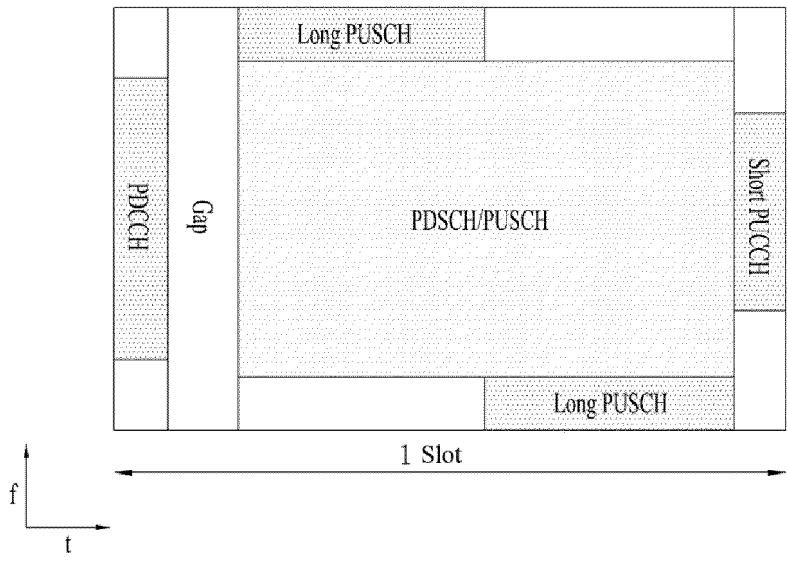 Long PUSCH
PDCCH
Gap
PDSCH/PUSCH
Short PUCCH
Long PUSCH
1 Slot
f
t